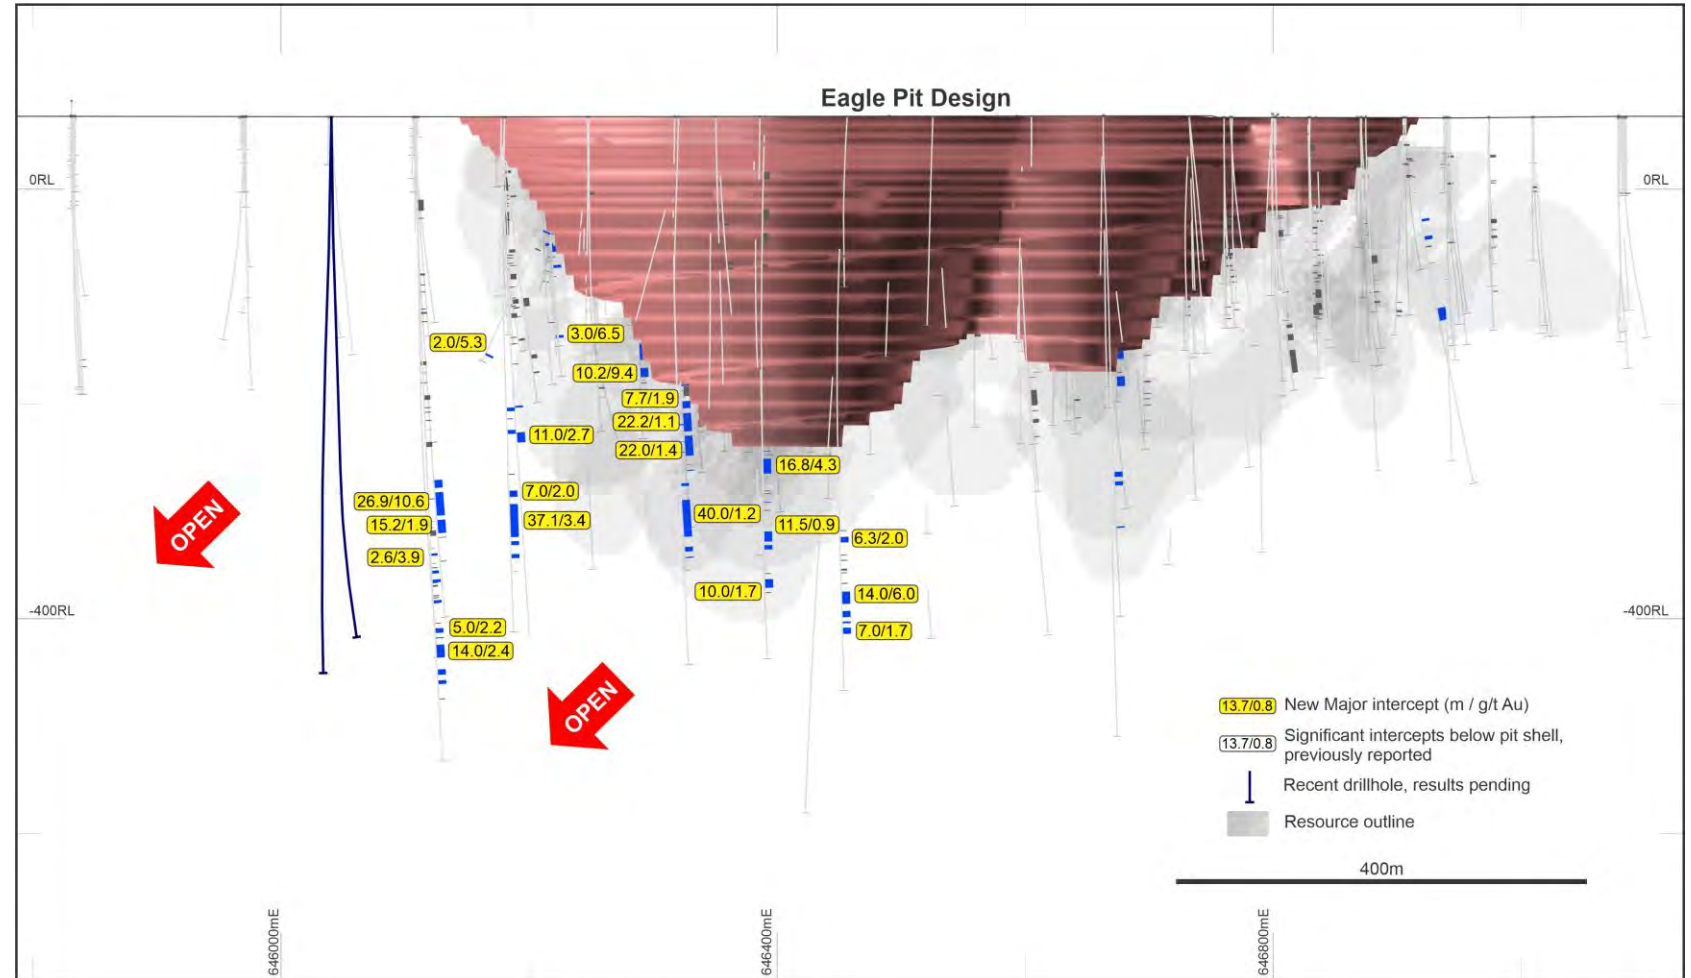 Eagle Pit Design
0RL
0RL
2.0/5.3
3.0/6.5
10.2/9.4
7.7/1.9
22.2/1.1
22.0/1.4
11.0/2.7
16.8/4.3
26.9/10.6
7.0/2.0
15.2/1.9
37.1/3.4
40.0/1.2
11.5/0.9
6.3/2.0
2.6/3.9
10.0/1.7
14.0/6.0
5.0/2.2
7.0/1.7
14.0/2.4
OPEN
OPEN
-400RL
-400RL
13.7/0.8 New Major intercept (m / g/t Au)
13.7/0.8 Significant intercepts below pit shell,
previously reported
Recent drillhole, results pending
Resource outline
400m
646000mE
646400mE
646800mE